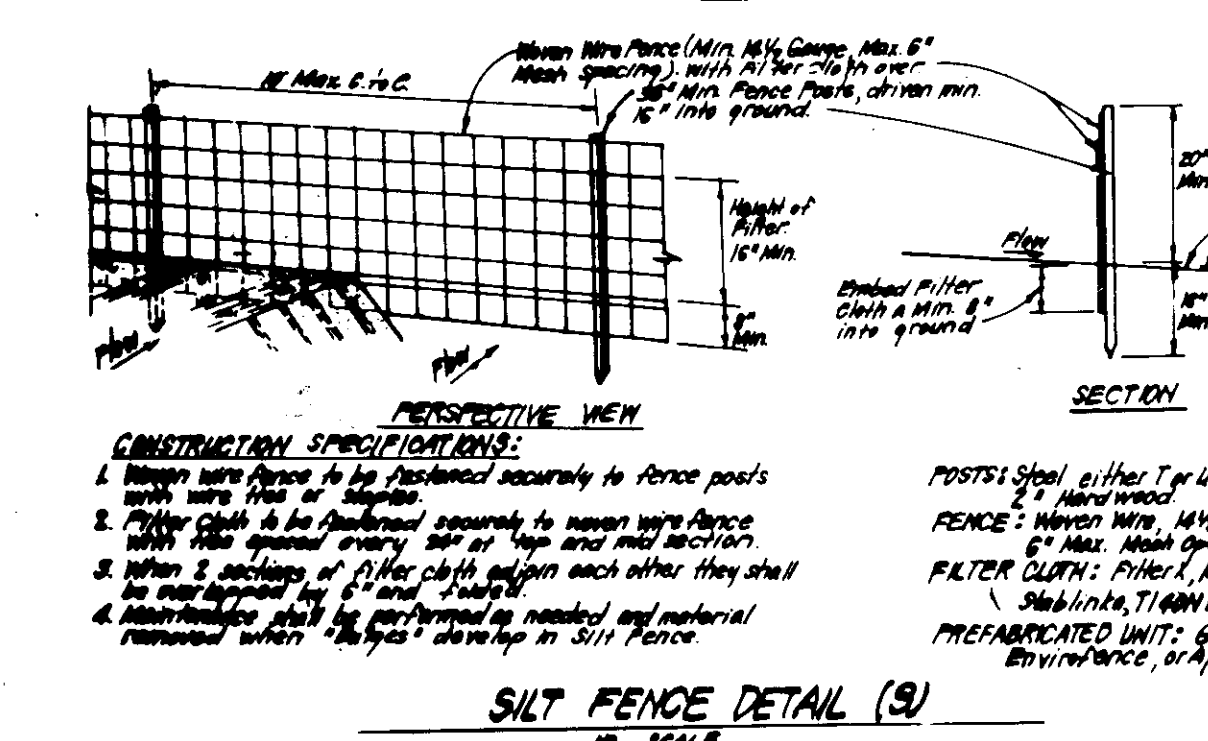 Woven Wire Fence (Min. 14½ Gauge, Max. 6"
Mesh Spacing) with Filter Cloth over
36" Min. Fence Posts, driven min.
16" into ground.
Max. C. to C.
Height of
Filter
16" Min.
8"
Min.
Flow
Flow
Flow
20"
Min.
16"
Min.
Embed Filter
Cloth a Min. 8"
into ground
PERSPECTIVE VIEW
SECTION
CONSTRUCTION SPECIFICATIONS:
1. Woven wire fence to be fastened securely to fence posts
with wire ties or staples.
2. Filter Cloth to be fastened securely to woven wire fence
with ties spaced every 24" at top and mid section.
3. When 2 sections of filter cloth adjoin each other they shall
be overlapped by 6" and folded.
4. Maintenance shall be performed as needed and material
removed when "Bulges" develop in Silt Fence.
POSTS: Steel either T or U
2" Hardwood.
FENCE: Woven Wire, 14½
6" Max. Mesh Op
FILTER CLOTH: Filter X, M
Stablinka, T140N
PREFABRICATED UNIT: G
Envirofence, or Ap
SILT FENCE DETAIL (S)
NO SCALE